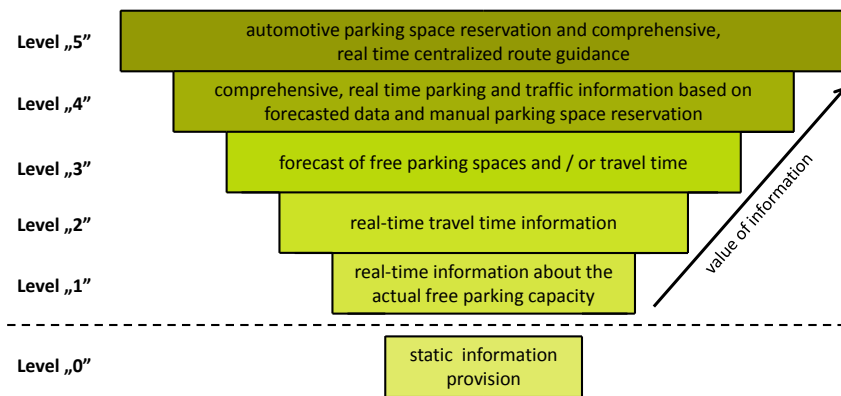 Level „5”
automotive parking space reservation and comprehensive,
real time centralized route guidance
Level „4”
comprehensive, real time parking and traffic information based on
forecasted data and manual parking space reservation
Level „3”
forecast of free parking spaces and / or travel time
Level „2”
real-time travel time information
Level „1”
real-time information about the
actual free parking capacity
value of information
Level „0”
static information
provision